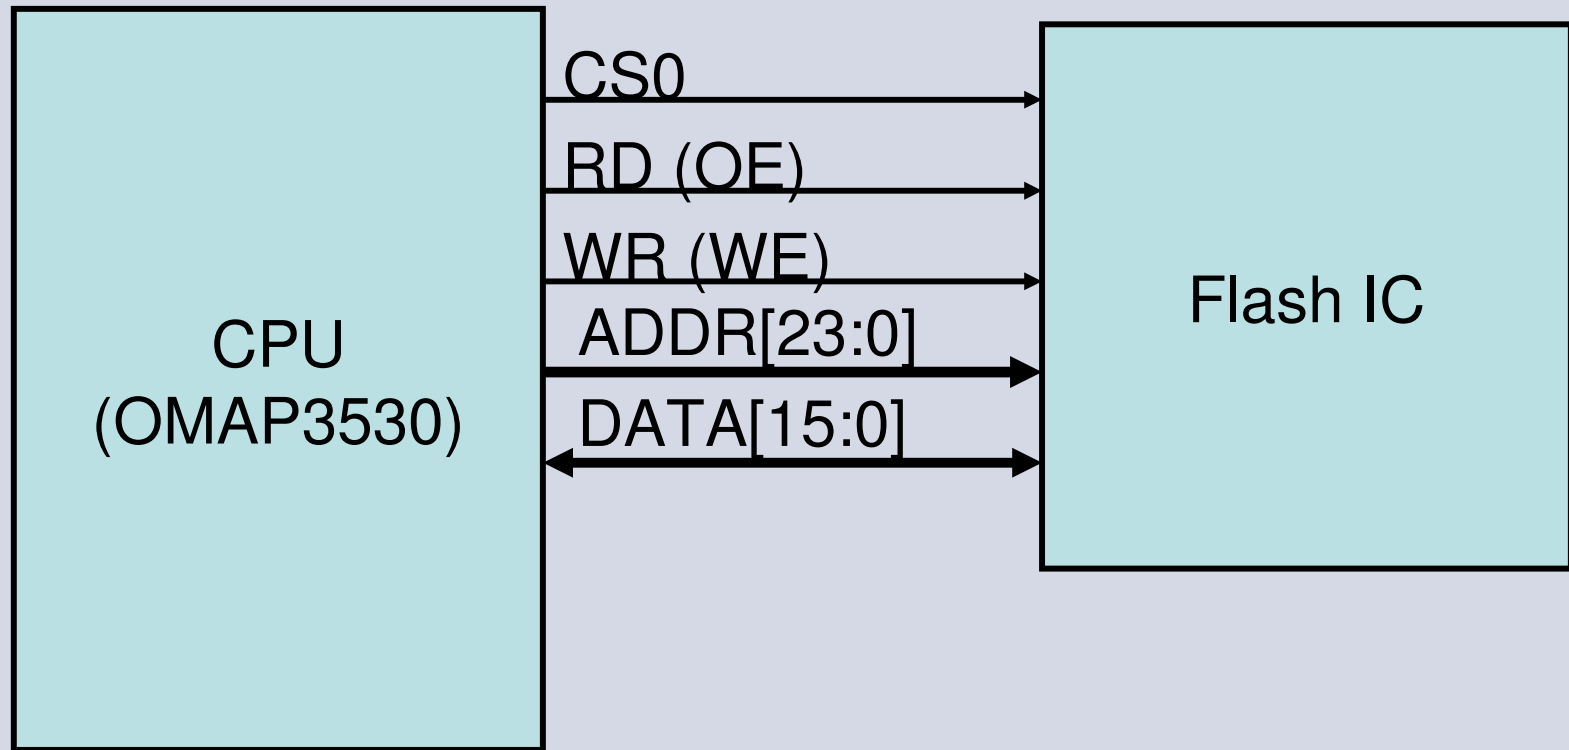 CS0
RD (OE)
WR (WE)
ADDR[23:0]
DATA[15:0]
CPU
(OMAP3530)
Flash IC